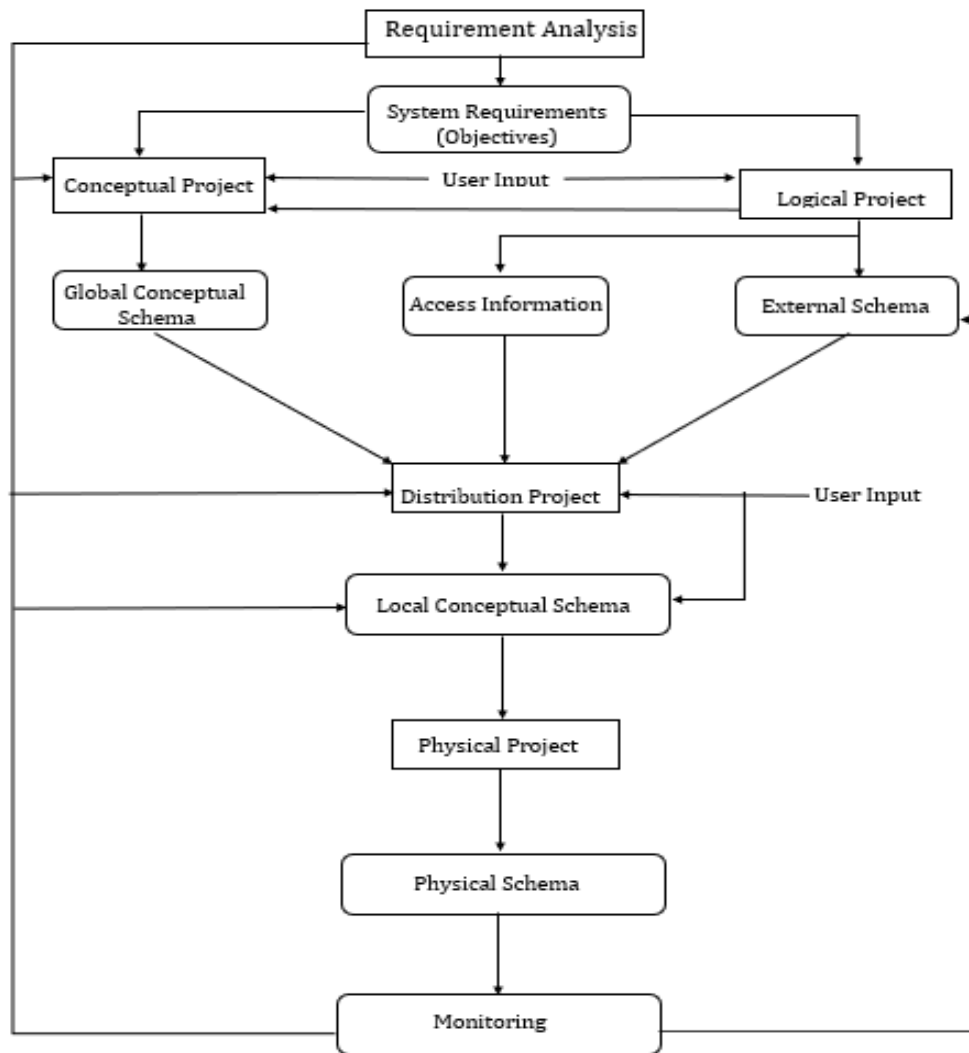 Requirement Analysis
System Requirements
(Objectives)
Conceptual Project
User Input
Logical Project
Global Conceptual
Schema
Access Information
External Schema
Distribution Project
User Input
Local Conceptual Schema
Physical Project
Physical Schema
Monitoring